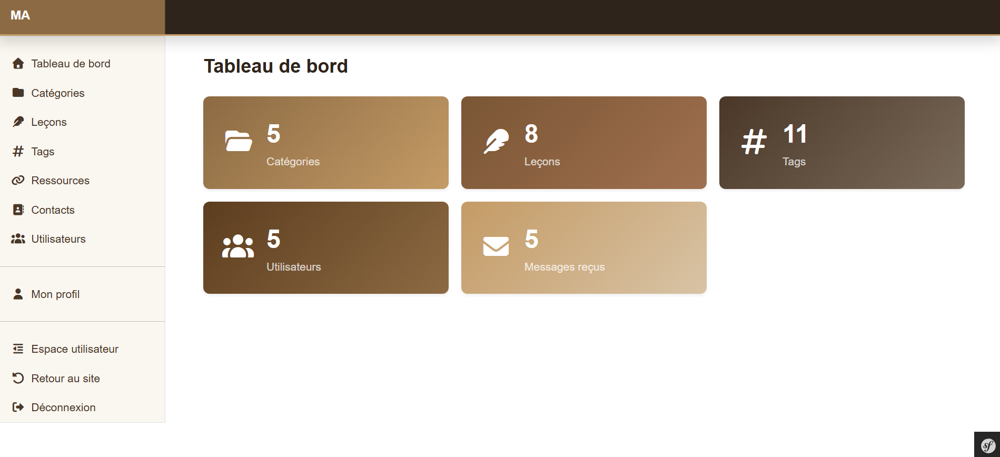 MA
Tableau de bord
Catégories
Leçons
Tags
Ressources
Contacts
Utilisateurs
Mon profil
Espace utilisateur
Retour au site
Déconnexion
Tableau de bord
5
Catégories
8
Leçons
11
Tags
5
Utilisateurs
5
Messages reçus
sf